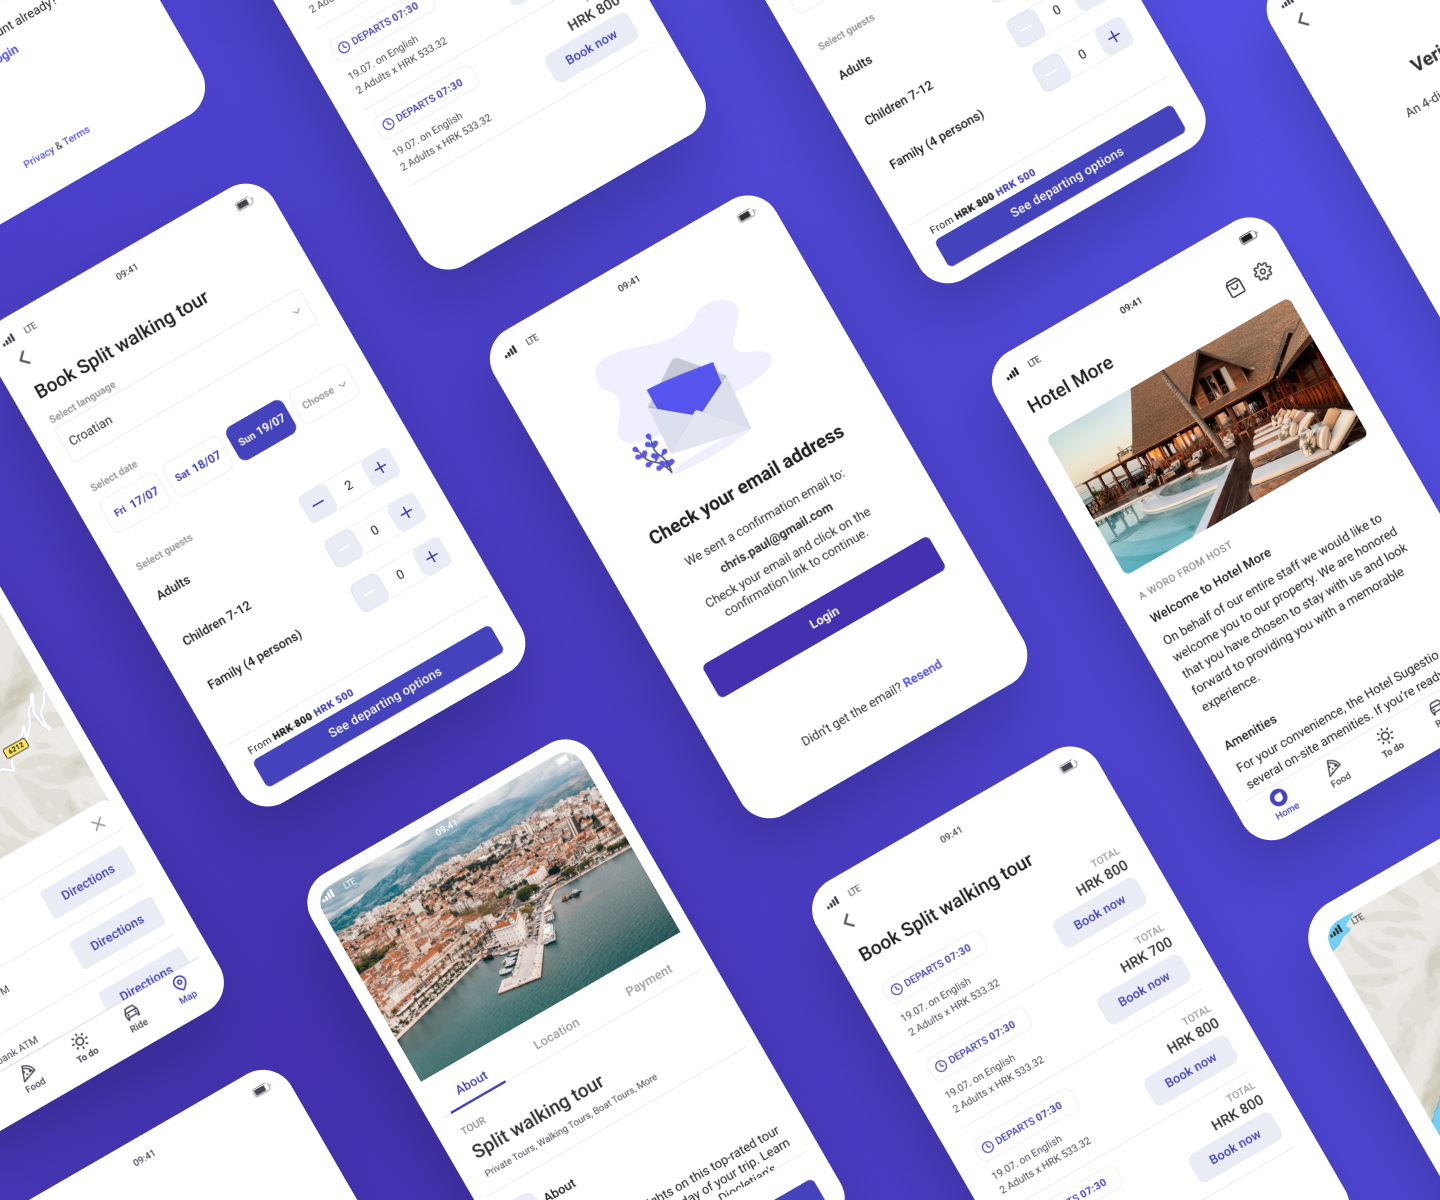 unt already?
ogin
Privacy & Terms
DEPARTS 07:30
19.07. on English
2 Adults x HRK 533.32
HRK 800
Book now
DEPARTS 07:30
19.07. on English
2 Adults x HRK 533.32
Select guests
Adults
0
Children 7-12
0
Family (4 persons)
From HRK 800 HRK 500
See departing options
Veri
An 4-di
09:41
LTE
Book Split walking tour
Select language
Croatian
Select date
Fri 17/07
Sat 18/07
Sun 19/07
Choose
Select guests
Adults
2
Children 7-12
0
Family (4 persons)
0
From HRK 800 HRK 500
See departing options
09:41
LTE
Check your email address
We sent a confirmation email to:
chris.paul@gmail.com
Check your email and click on the
confirmation link to continue.
Login
Didn't get the email? Resend
09:41
LTE
Hotel More
A WORD FROM HOST
Welcome to Hotel More
On behalf of our entire staff we would like to
welcome you to our property. We are honored
that you have chosen to stay with us and look
forward to providing you with a memorable
experience.
Amenities
For your convenience, the Hotel Sugestio
several on-site amenities. If you're ready
Home
Food
To do
6212
Directions
Directions
Directions
M
bank ATM
Food
To do
Ride
Map
09:41
09:41
LTE
About
Location
Payment
TOUR
Split walking tour
Private Tours, Walking Tours, Boat Tours, More
About
ights on this top-rated tour
day of your trip. Learn
Diocletian's
09:41
LTE
Book Split walking tour
DEPARTS 07:30
19.07. on English
2 Adults x HRK 533.32
TOTAL
HRK 800
Book now
DEPARTS 07:30
19.07. on English
2 Adults x HRK 533.32
TOTAL
HRK 700
Book now
DEPARTS 07:30
19.07. on English
2 Adults x HRK 533.32
TOTAL
HRK 800
Book now
DEPARTS 07:30
TOTAL
HRK 800
Book now
LTE